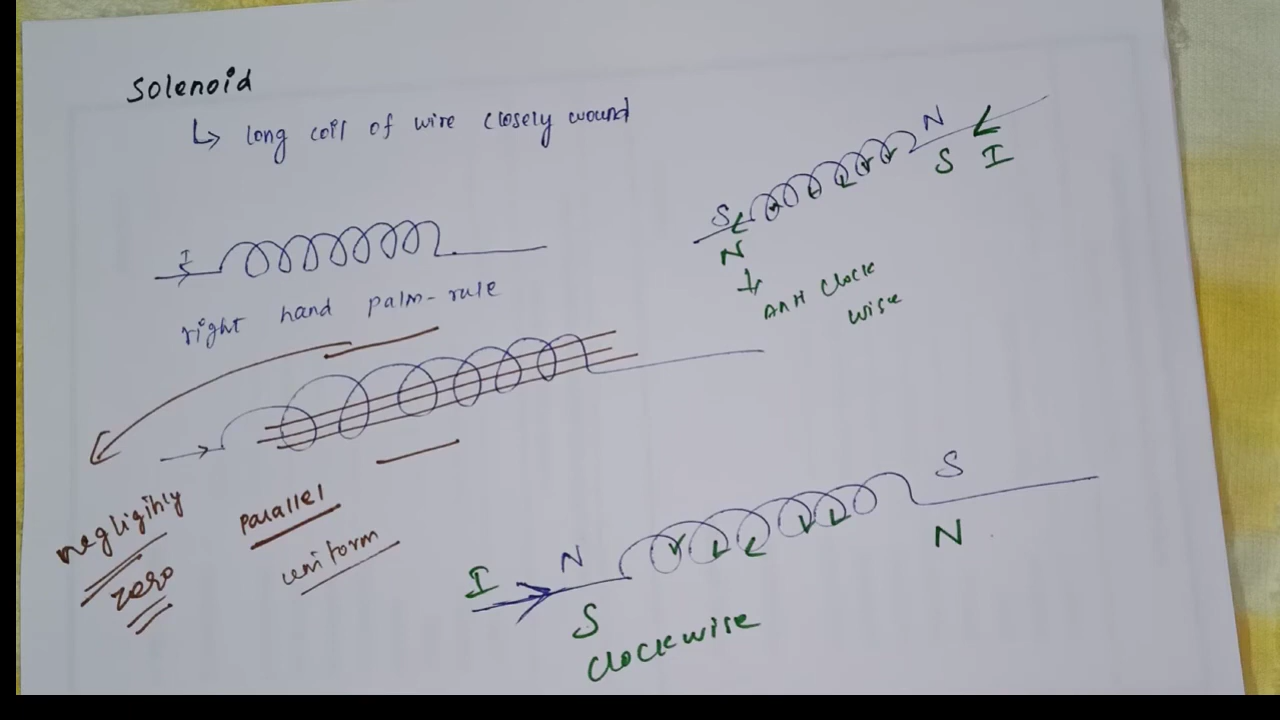 Solenoid
↳ long coil of wire closely wound
I
right hand palm-rule
negligibly
zero
Parallel
uniform
N
S
I
S
N
Anti clock
wise
I
N
S
clockwise
S
N